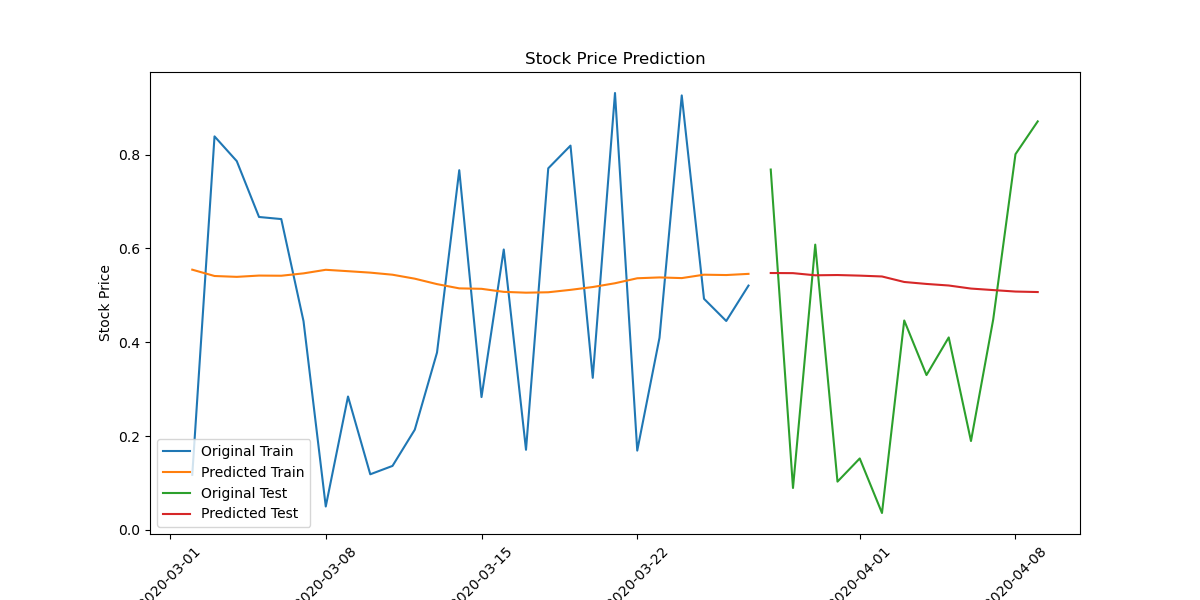 Stock Price Prediction
Stock Price
0.8
0.6
0.4
0.2
0.0
Original Train
Predicted Train
Original Test
Predicted Test
2020-03-01
2020-03-08
2020-03-15
2020-03-22
2020-04-01
2020-04-08